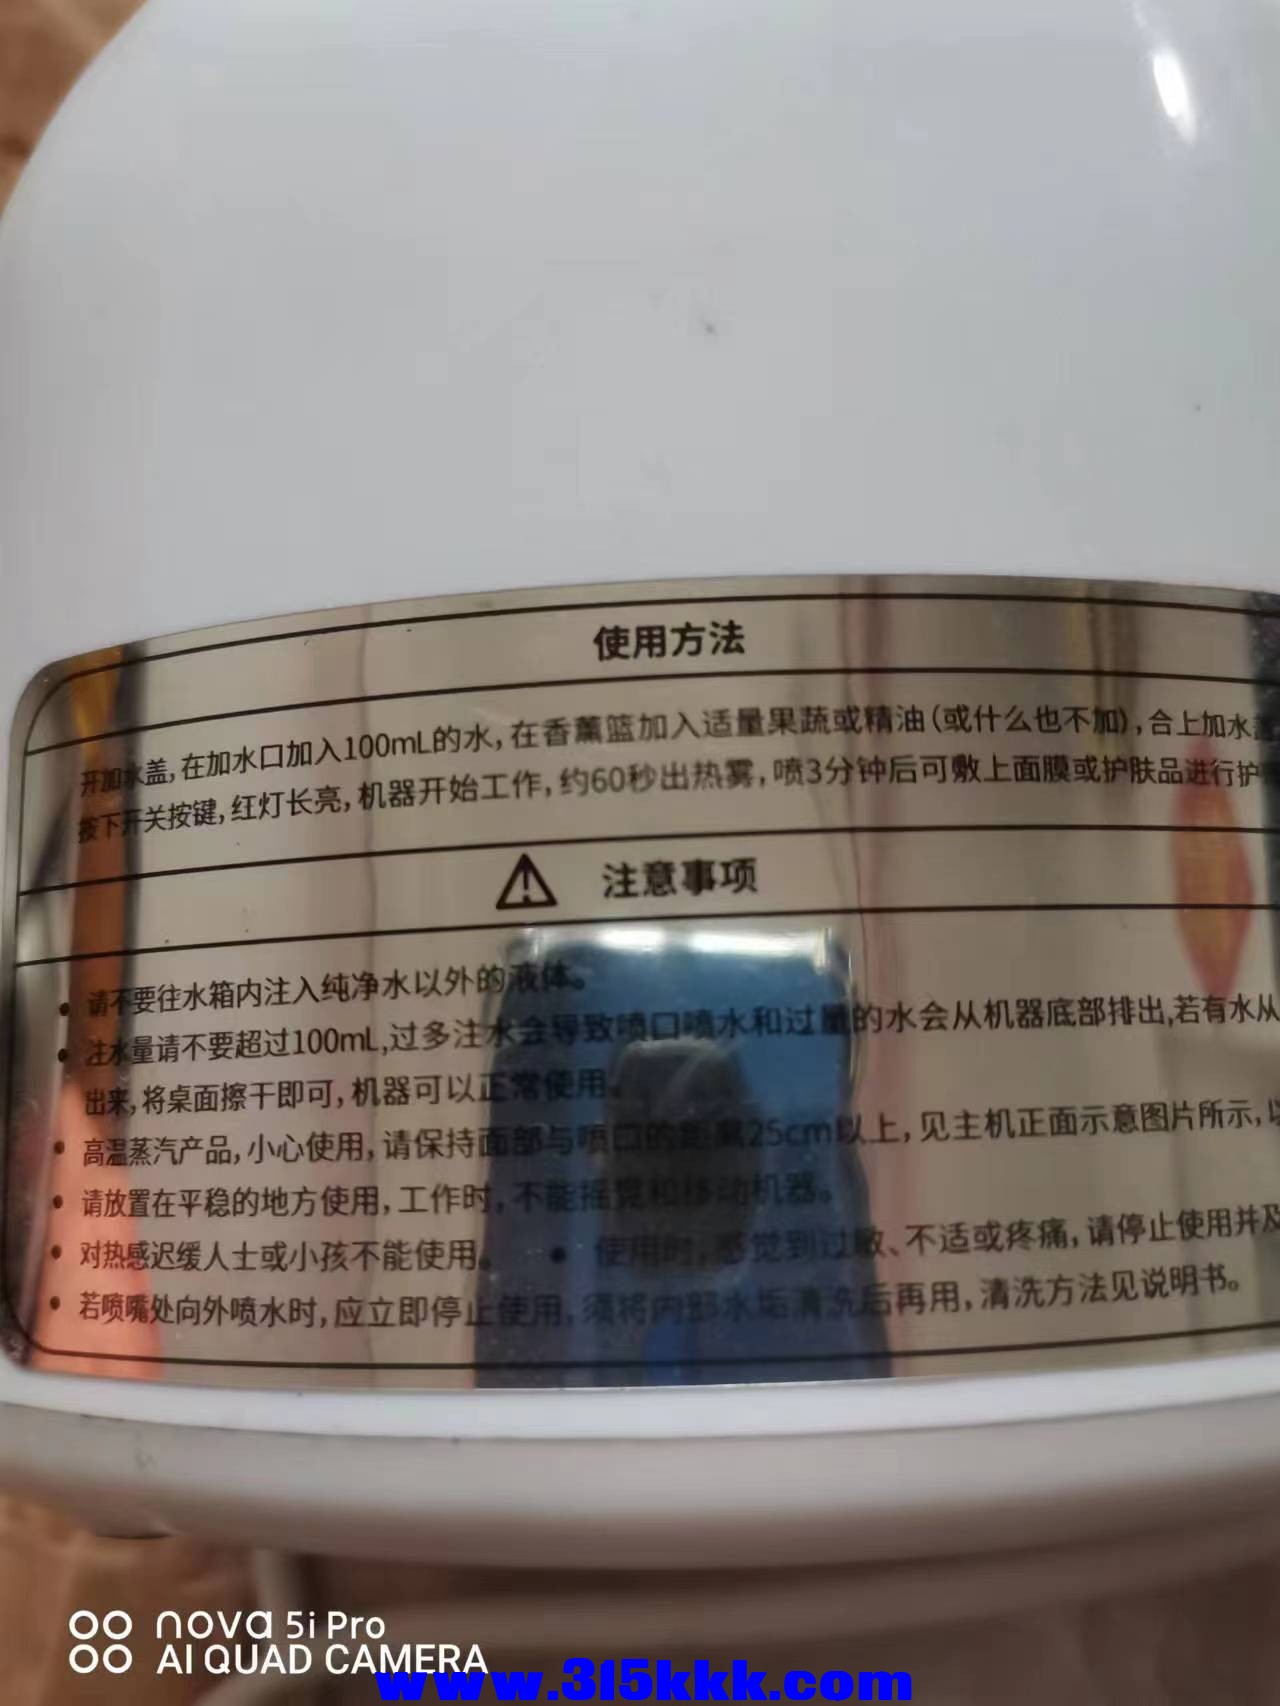 使用方法
开加水盖,在加水口加入100mL的水,在香薰篮加入适量果蔬或精油(或什么也不加),合上加水盖
按下开关按键,红灯长亮,机器开始工作,约60秒出热雾,喷3分钟后可敷上面膜或护肤品进行护
注意事项
• 请不要往水箱内注入纯净水以外的液体。
• 注水量请不要超过100mL,过多注水会导致喷口喷水和过量的水会从机器底部排出,若有水从
出来,将桌面擦干即可,机器可以正常使用。
• 高温蒸汽产品,小心使用,请保持面部与喷口的距离25cm以上,见主机正面示意图片所示,以
• 请放置在平稳的地方使用,工作时,不能摇晃和移动机器。
• 对热感迟缓人士或小孩不能使用。 • 使用时,感觉到过敏、不适或疼痛,请停止使用并及
• 若喷嘴处向外喷水时,应立即停止使用,须将内部水垢清洗后再用,清洗方法见说明书。
nova 5i Pro
AI QUAD CAMERA
www.315kkk.com